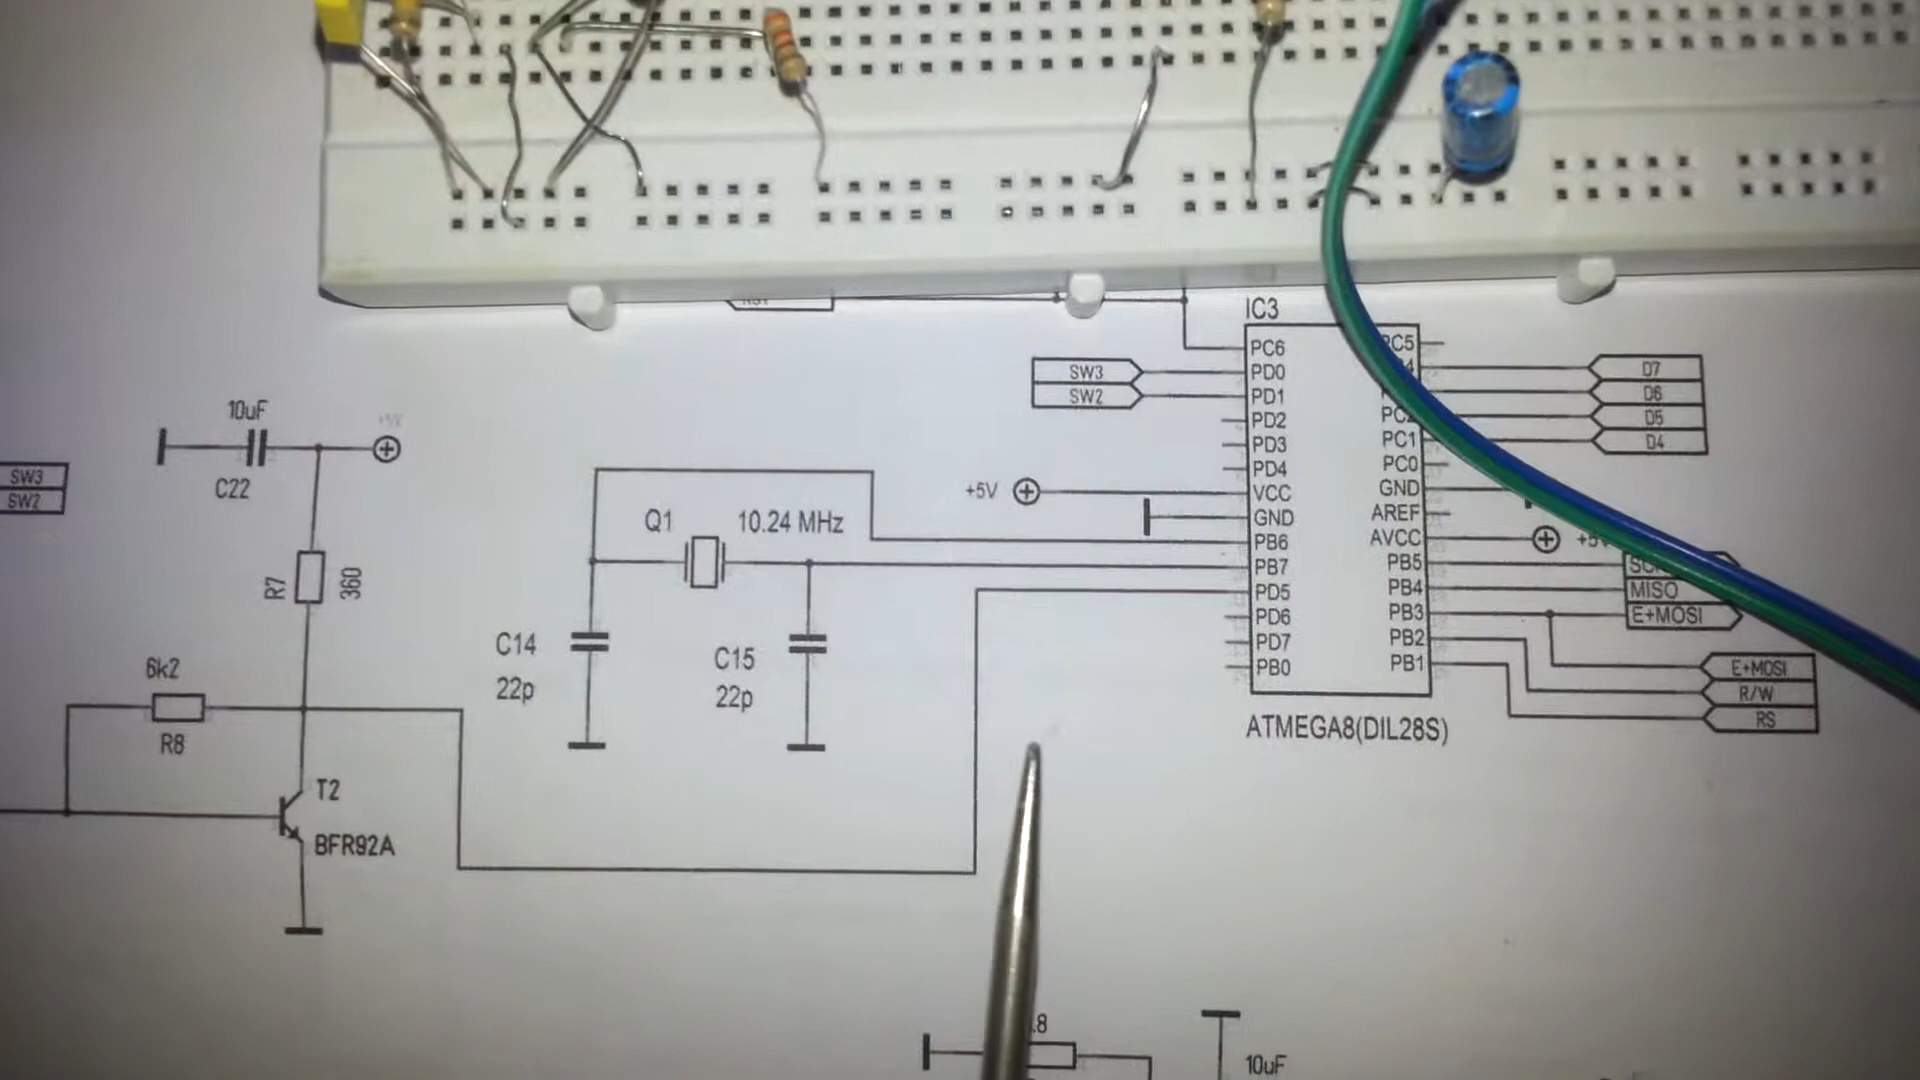 IC3
PC6
PD0
PD1
PD2
PD3
PD4
VCC
GND
PB6
PB7
PD5
PD6
PD7
PB0
PC1
PC0
GND
AREF
AVCC
PB5
PB4
PB3
PB2
PB1
ATMEGA8(DIL28S)
SW3
SW2
D7
D6
D5
D4
+5V
MISO
E+MOSI
E+MOSI
R/W
RS
10uF
+5V
C22
SW3
SW2
R7
360
Q1
10.24 MHz
C14
22p
C15
22p
6k2
R8
T2
BFR92A
10uF